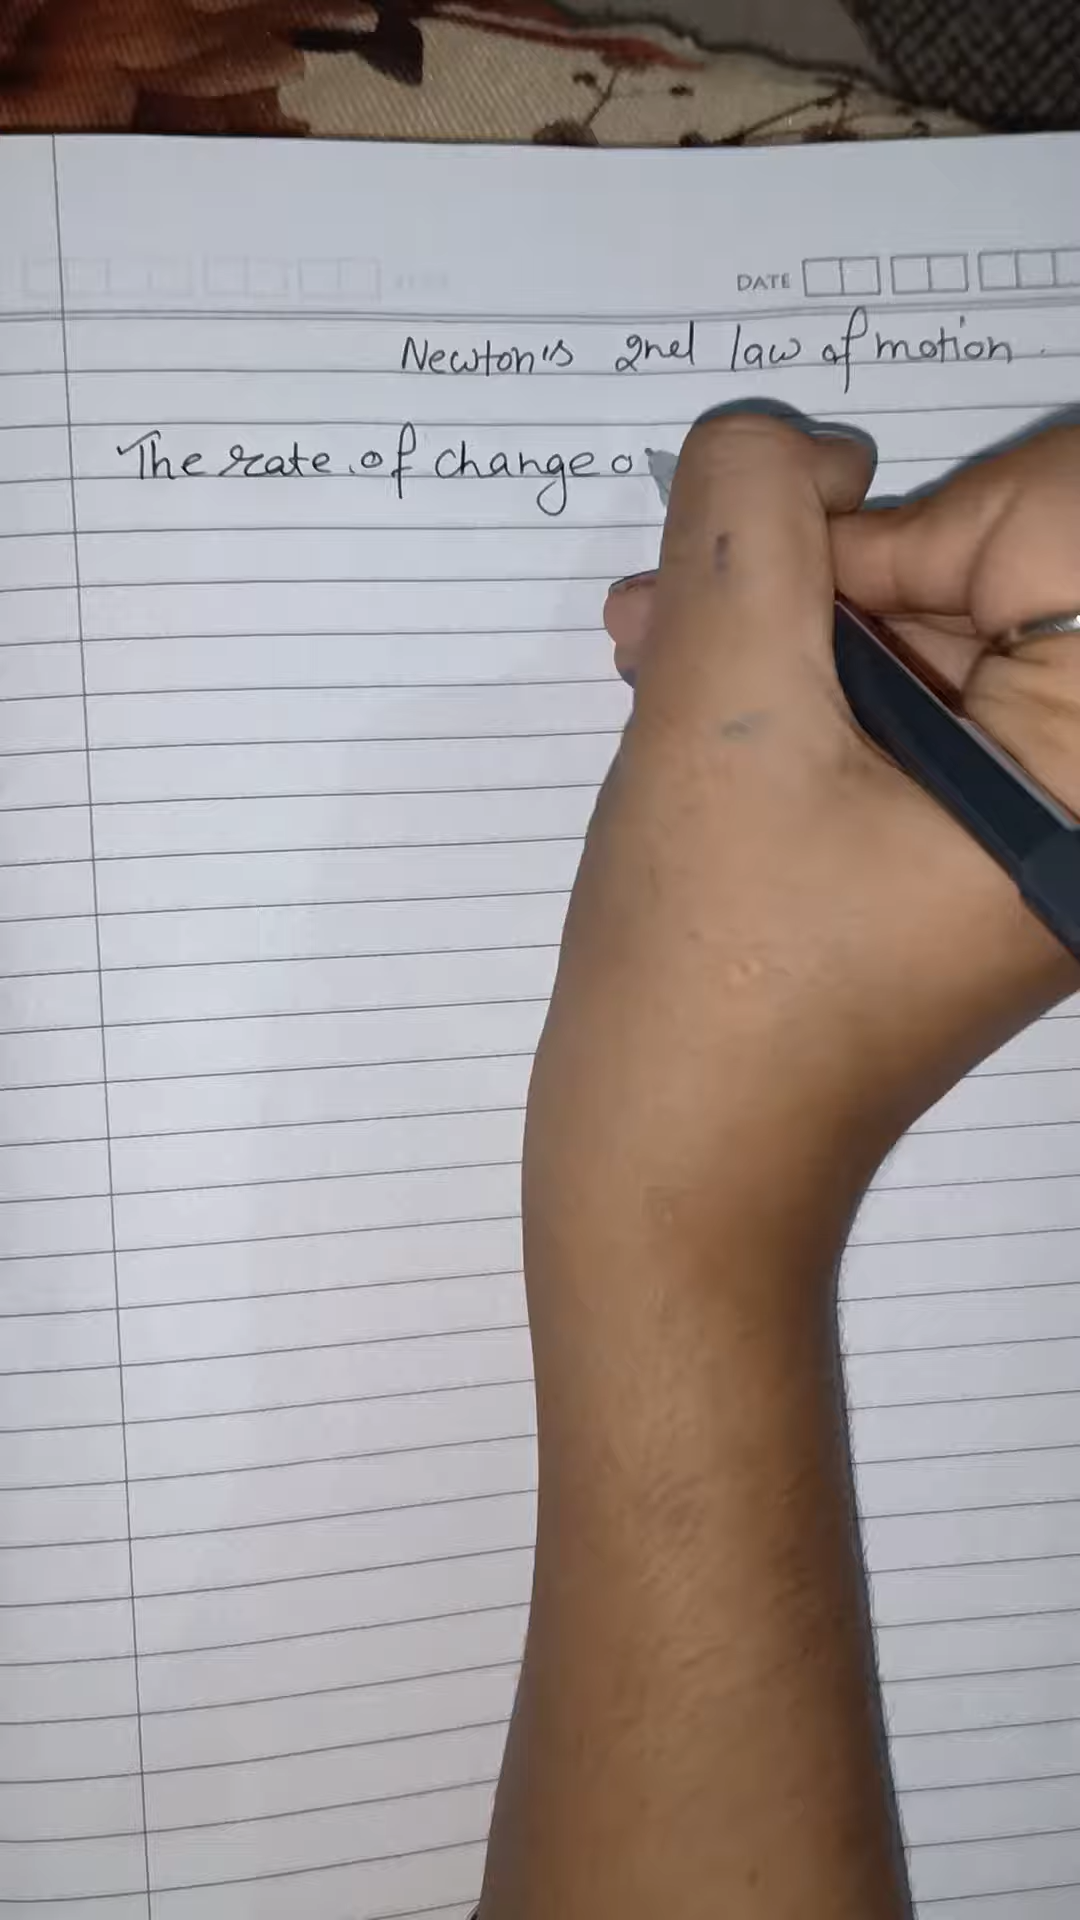 DATE
Newton's 2nd law of motion.
The rate of change o